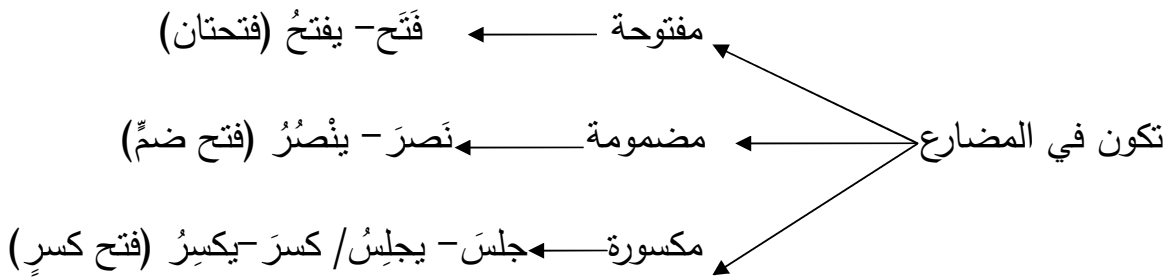 مفتوحة فَتَح– يفتحُ (فتحتان)
تكون في المضارع مضمومة نَصرَ – ينْصُرُ (فتح ضمٍّ)
مكسورة جلسَ– يجلِسُ/ كسرَ –يكسِرُ (فتح كسرٍ)